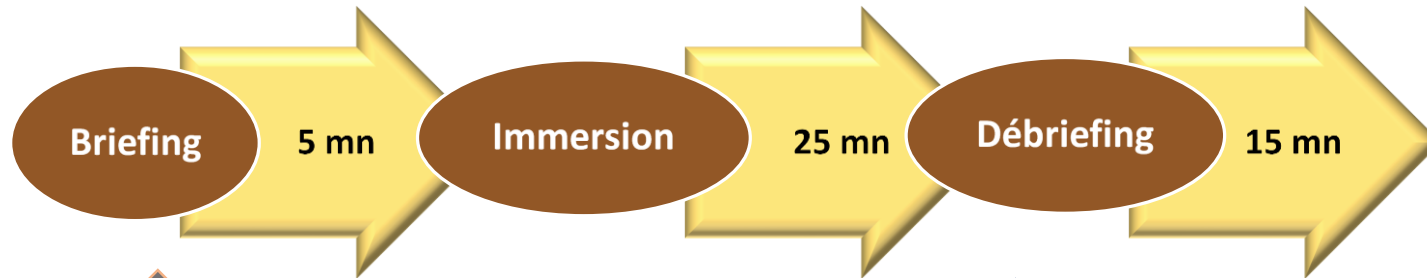 Briefing
5 mn
Immersion
25 mn
Débriefing
15 mn